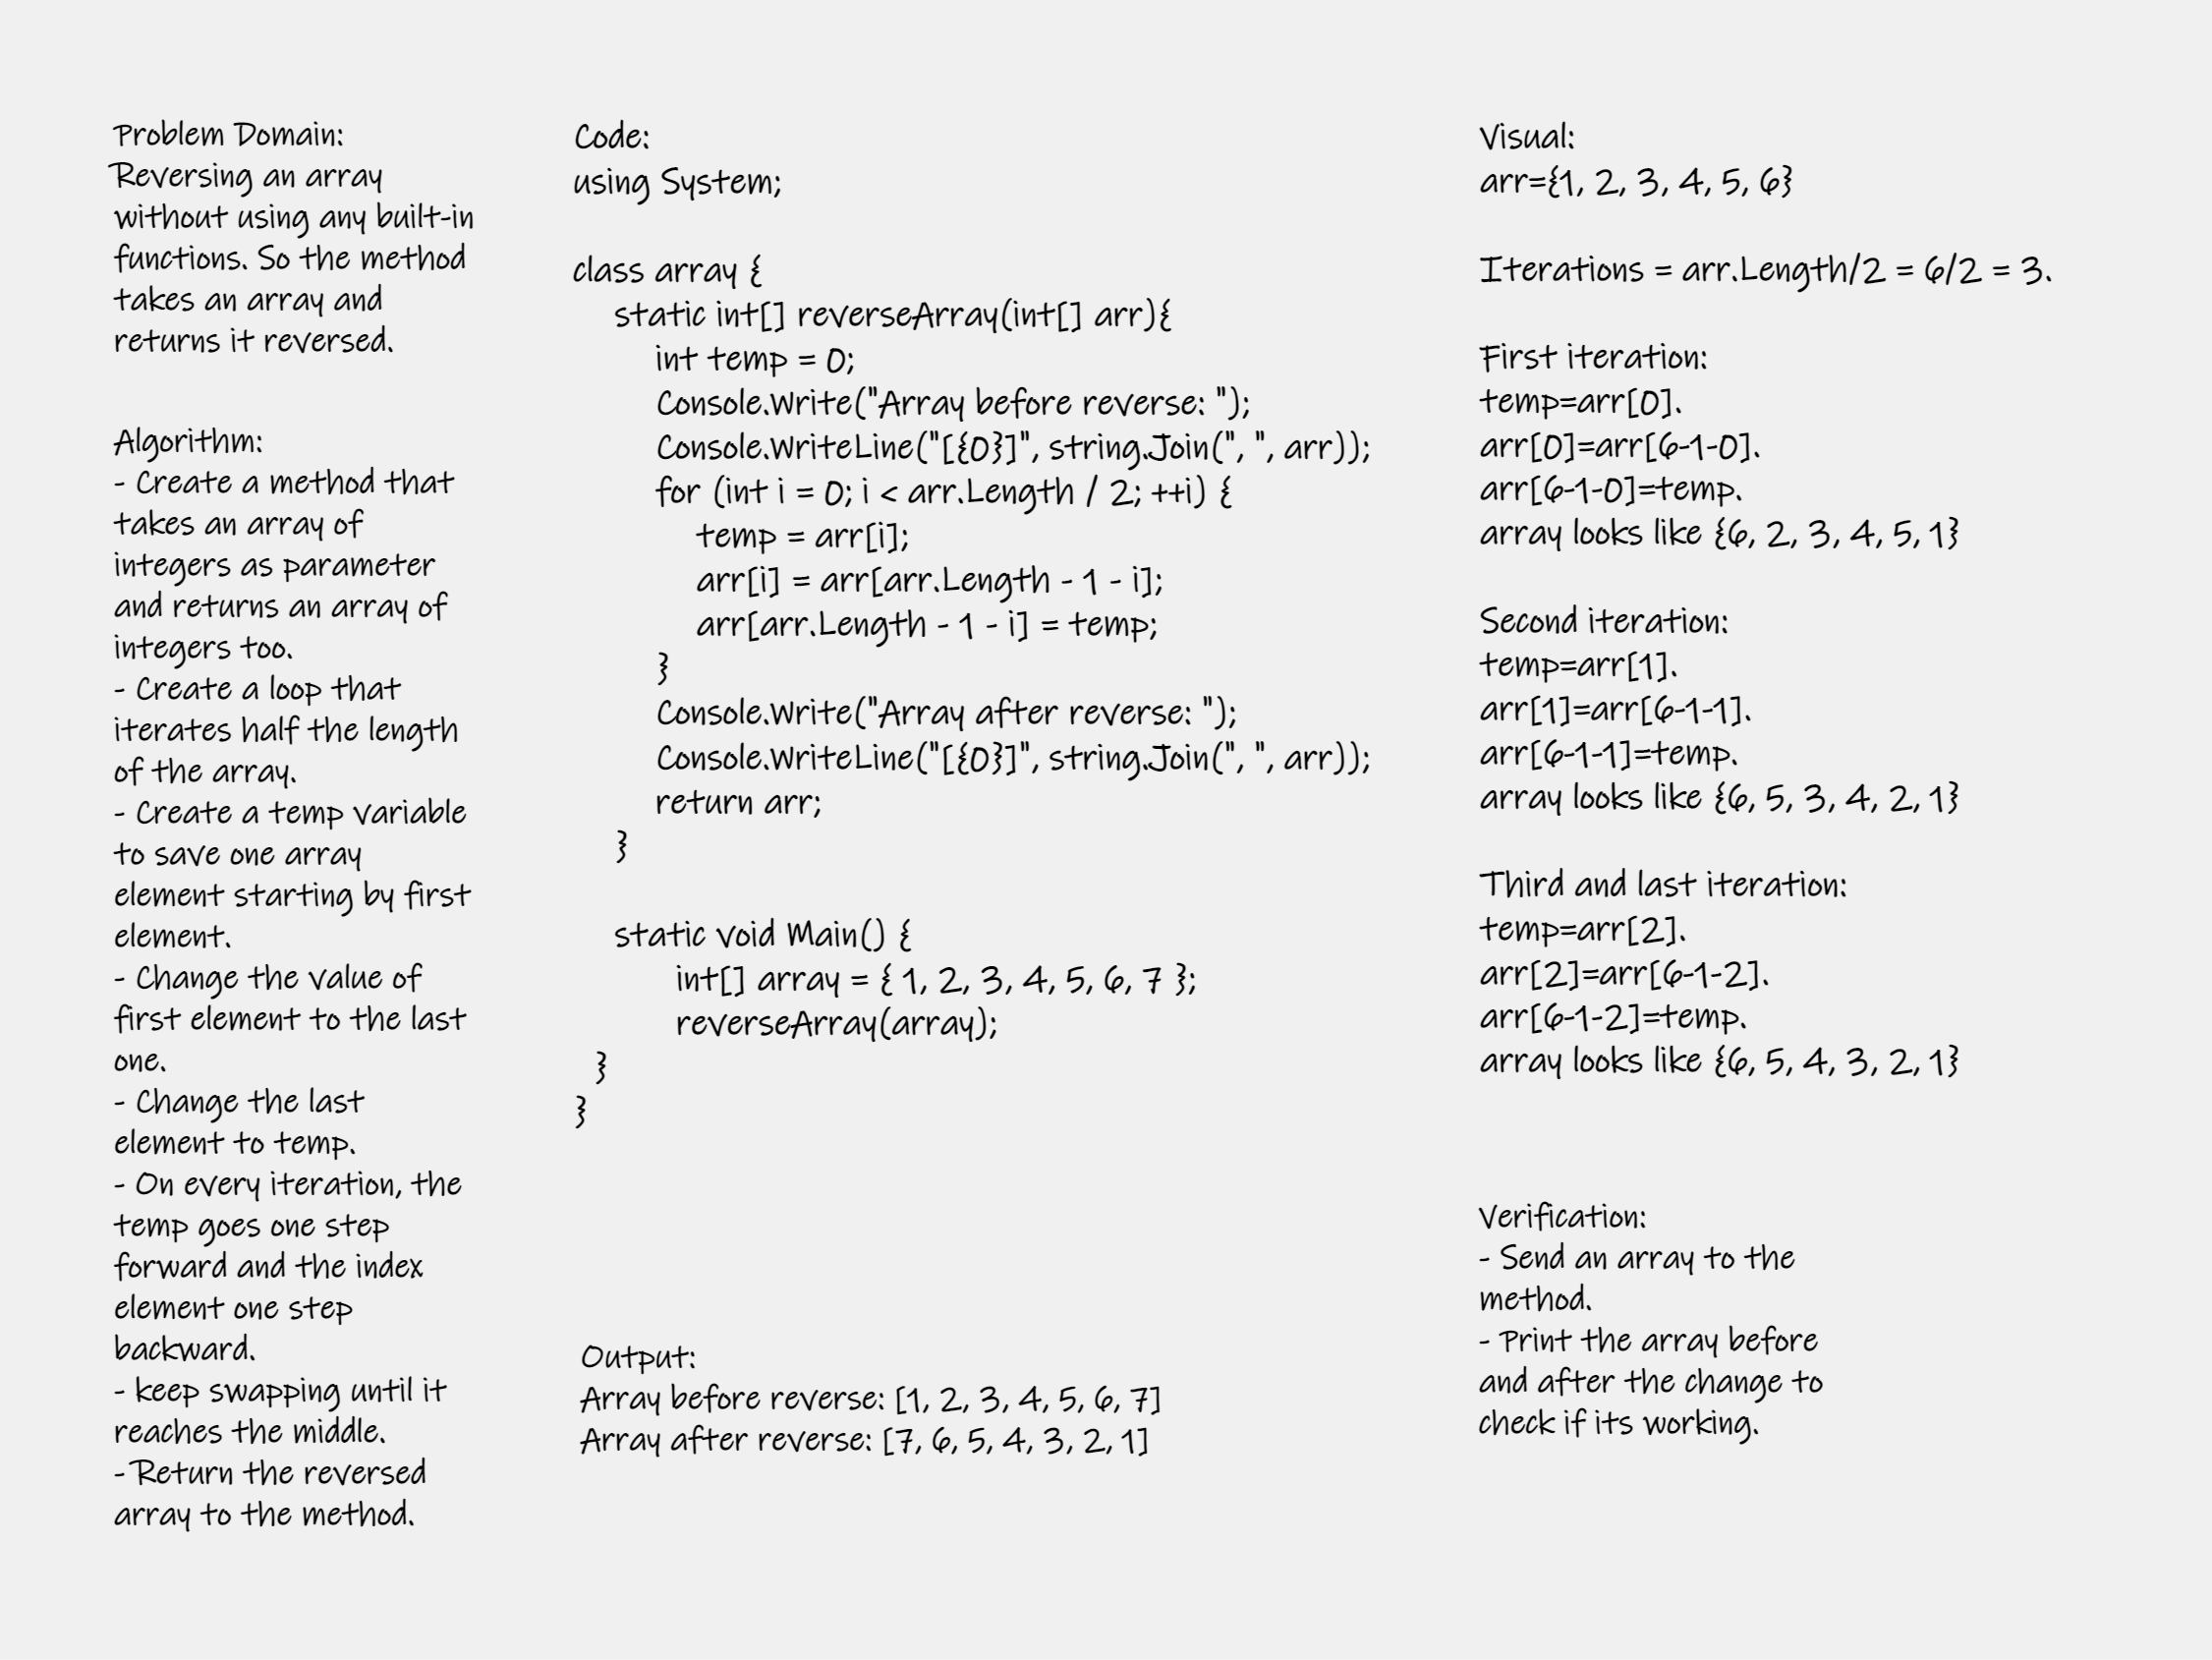 Problem Domain:
Reversing an array
without using any built-in
functions. So the method
takes an array and
returns it reversed.
Algorithm:
- Create a method that
takes an array of
integers as parameter
and returns an array of
integers too.
- Create a loop that
iterates half the length
of the array.
- Create a temp variable
to save one array
element starting by first
element.
- Change the value of
first element to the last
one.
- Change the last
element to temp.
- On every iteration, the
temp goes one step
forward and the index
element one step
backward.
- keep swapping until it
reaches the middle.
- Return the reversed
array to the method.
Code:
using System;
class array {
static int[] reverseArray(int[] arr){
int temp = 0;
Console.Write("Array before reverse: ");
Console.WriteLine("[{0}]", string.Join(", ", arr));
for (int i = 0; i < arr.Length / 2; ++i) {
temp = arr[i];
arr[i] = arr[arr.Length - 1 - i];
arr[arr.Length - 1 - i] = temp;
}
Console.Write("Array after reverse: ");
Console.WriteLine("[{0}]", string.Join(", ", arr));
return arr;
}
static void Main() {
int[] array = { 1, 2, 3, 4, 5, 6, 7 };
reverseArray(array);
}
}
Output:
Array before reverse: [1, 2, 3, 4, 5, 6, 7]
Array after reverse: [7, 6, 5, 4, 3, 2, 1]
Visual:
arr={1, 2, 3, 4, 5, 6}
Iterations = arr.Length/2 = 6/2 = 3.
First iteration:
temp=arr[0].
arr[0]=arr[6-1-0].
arr[6-1-0]=temp.
array looks like {6, 2, 3, 4, 5, 1}
Second iteration:
temp=arr[1].
arr[1]=arr[6-1-1].
arr[6-1-1]=temp.
array looks like {6, 5, 3, 4, 2, 1}
Third and last iteration:
temp=arr[2].
arr[2]=arr[6-1-2].
arr[6-1-2]=temp.
array looks like {6, 5, 4, 3, 2, 1}
Verification:
- Send an array to the
method.
- Print the array before
and after the change to
check if its working.